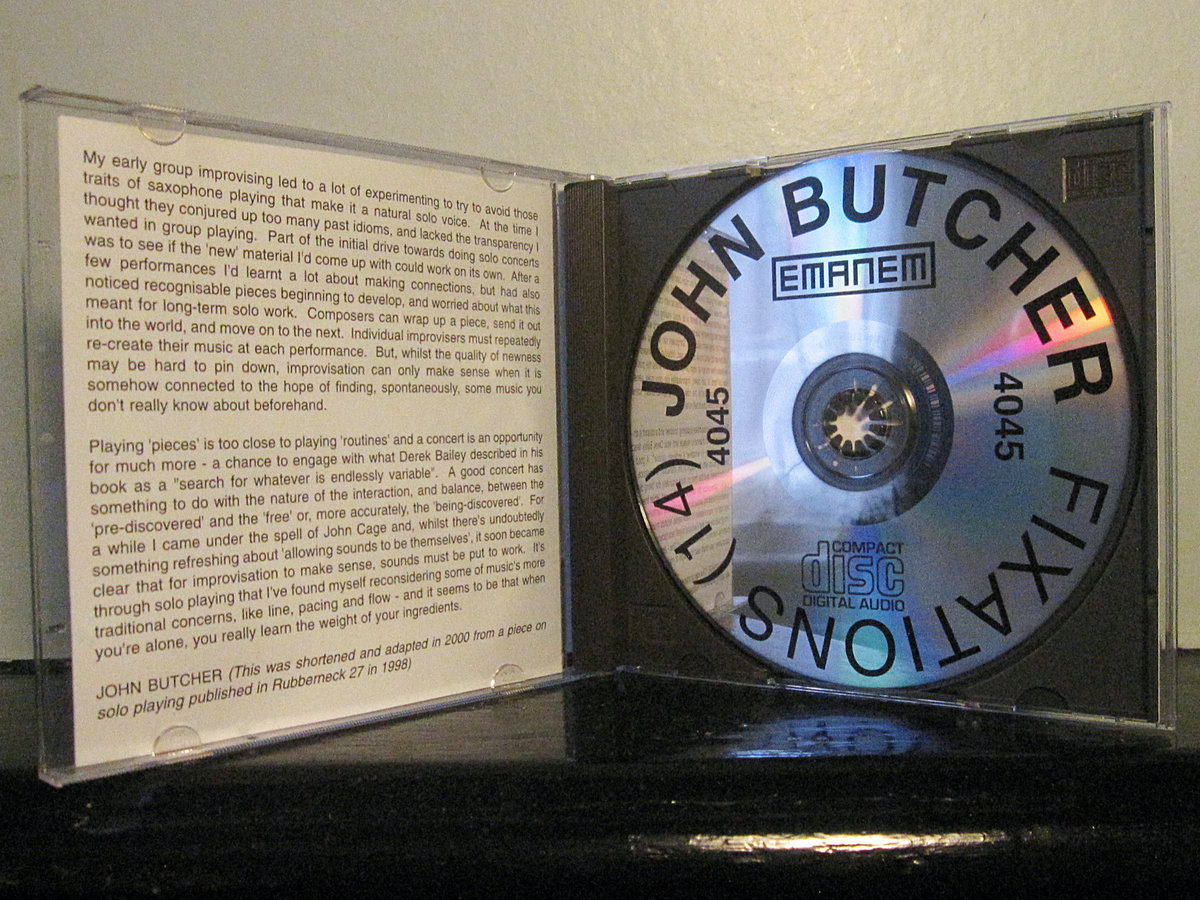 My early group improvising led to a lot of experimenting to try to avoid those
traits of saxophone playing that make it a natural solo voice. At the time I
thought they conjured up too many past idioms, and lacked the transparency I
wanted in group playing. Part of the initial drive towards doing solo concerts
was to see if the 'new' material I'd come up with could work on its own. After a
few performances I'd learnt a lot about making connections, but had also
noticed recognisable pieces beginning to develop, and worried about what this
meant for long-term solo work. Composers can wrap up a piece, send it out
into the world, and move on to the next. Individual improvisers must repeatedly
re-create their music at each performance. But, whilst the quality of newness
may be hard to pin down, improvisation can only make sense when it is
somehow connected to the hope of finding, spontaneously, some music you
don't really know about beforehand.
Playing 'pieces' is too close to playing 'routines' and a concert is an opportunity
for much more - a chance to engage with what Derek Bailey described in his
book as a "search for whatever is endlessly variable". A good concert has
something to do with the nature of the interaction, and balance, between the
'pre-discovered' and the 'free' or, more accurately, the 'being-discovered'. For
a while I came under the spell of John Cage and, whilst there's undoubtedly
something refreshing about 'allowing sounds to be themselves', it soon became
clear that for improvisation to make sense, sounds must be put to work. It's
through solo playing that I've found myself reconsidering some of music's more
traditional concerns, like line, pacing and flow - and it seems to be that when
you're alone, you really learn the weight of your ingredients.
JOHN BUTCHER (This was shortened and adapted in 2000 from a piece on
solo playing published in Rubberneck 27 in 1998)
JOHN BUTCHER FIXATIONS (14)
EMANEM
4045
4045
COMPACT
disc
DIGITAL AUDIO
disc